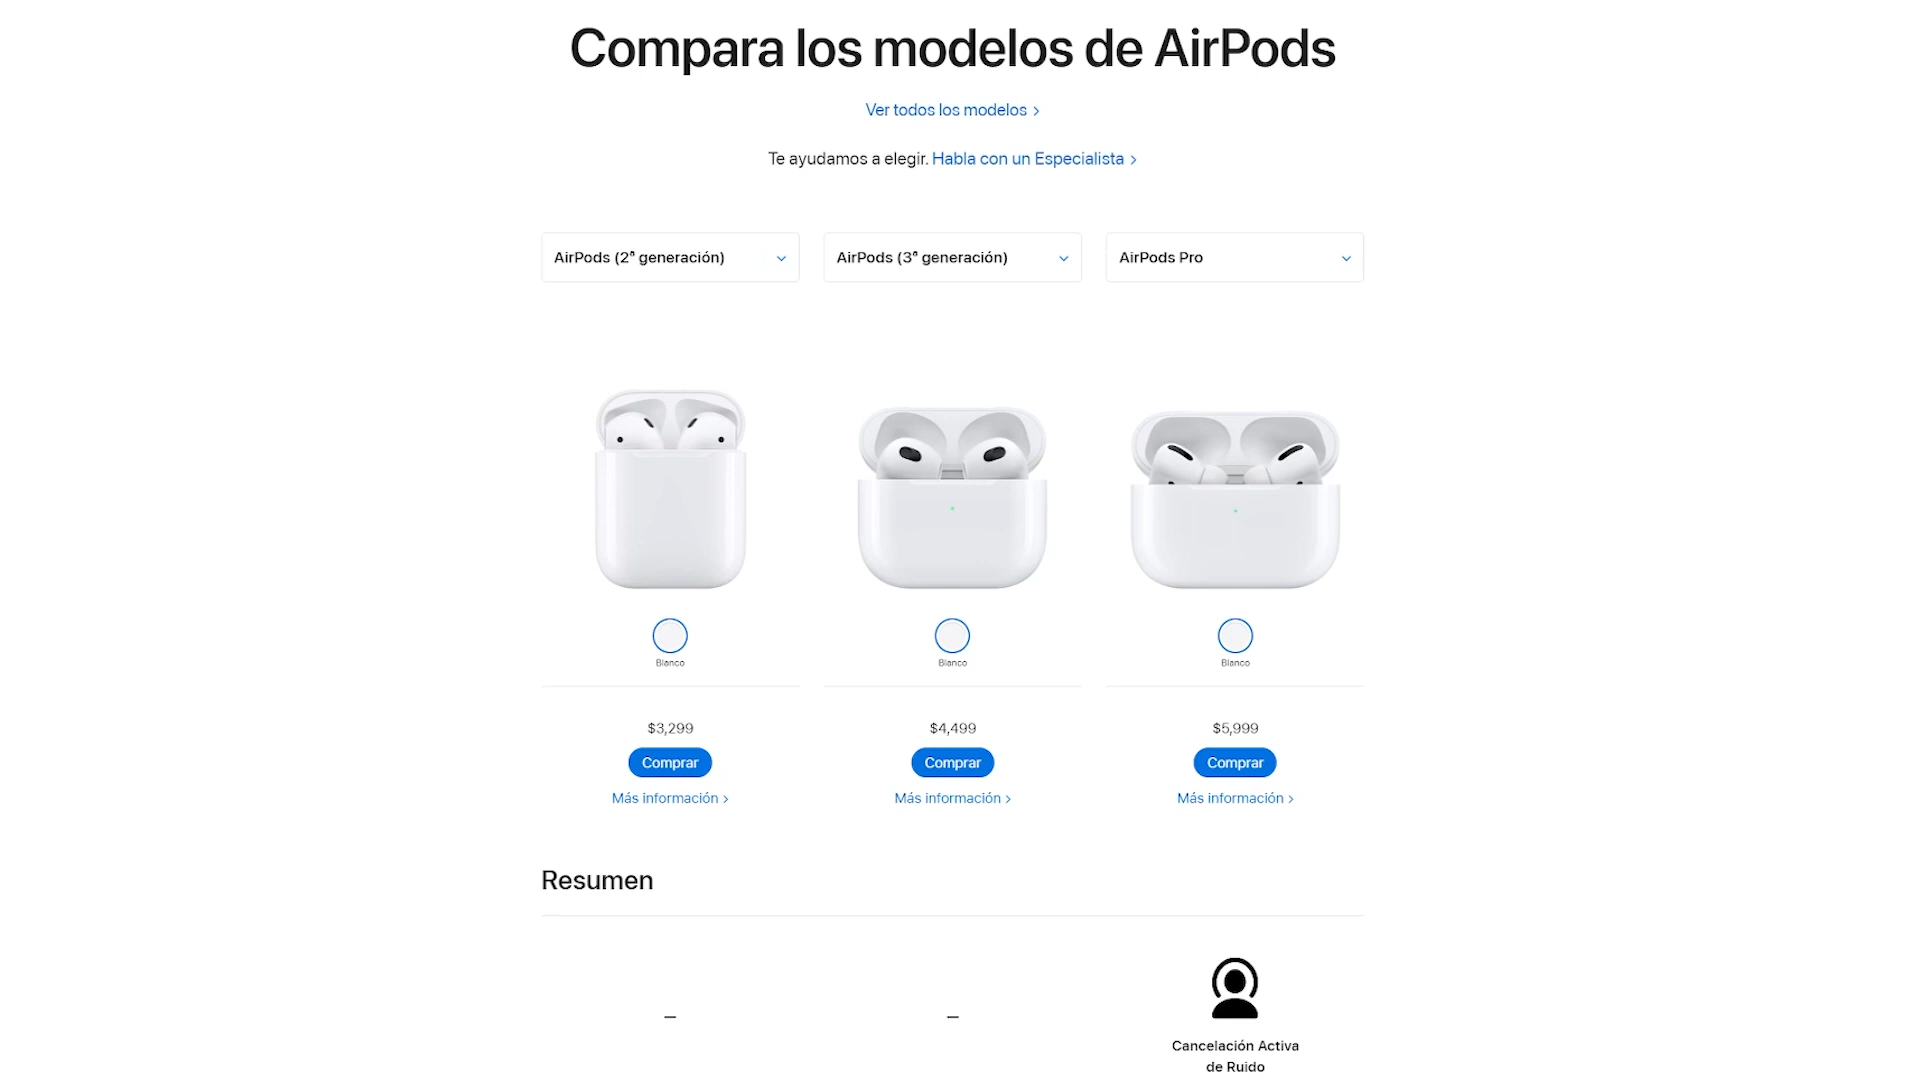 Compara los modelos de AirPods
Ver todos los modelos >
Te ayudamos a elegir. Habla con un Especialista >
AirPods (2ª generación)
AirPods (3ª generación)
AirPods Pro
Blanco
Blanco
Blanco
$3,299
$4,499
$5,999
Comprar
Comprar
Comprar
Más información >
Más información >
Más información >
Resumen
—
—
Cancelación Activa
de Ruido